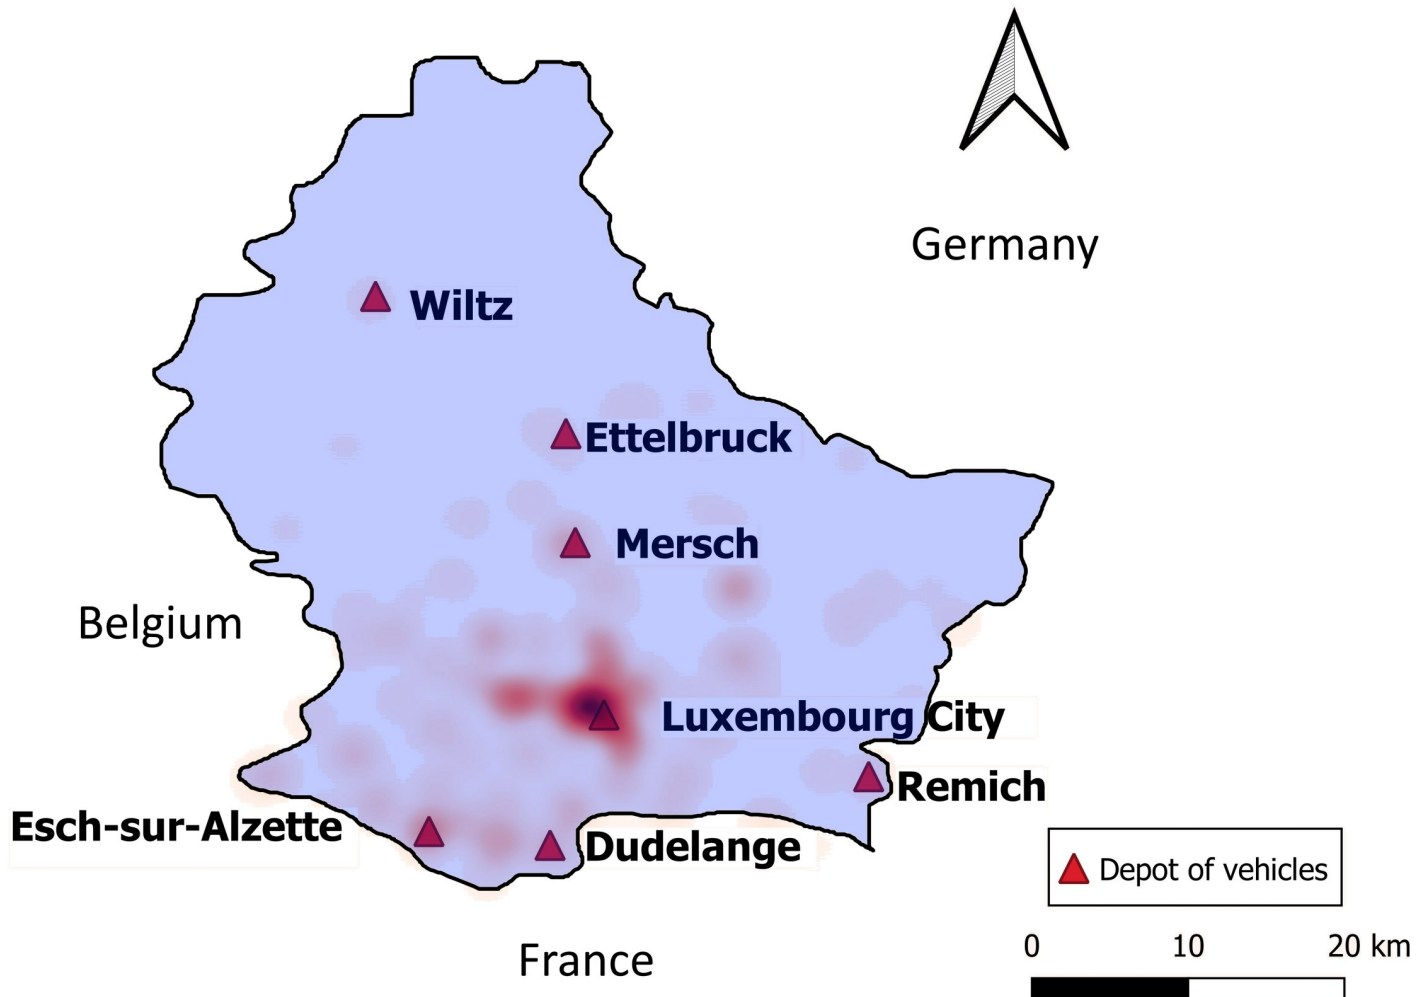 Germany
Wiltz
Ettelbruck
Mersch
Belgium
Luxembourg City
Remich
Esch-sur-Alzette
Dudelange
Depot of vehicles
France
0 10 20 km